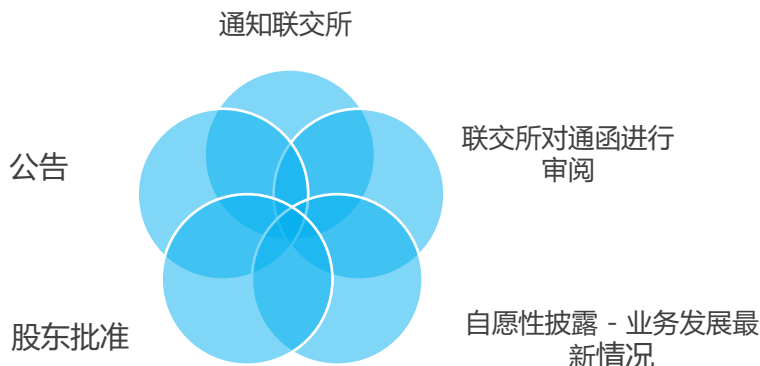 通知联交所
联交所对通函进行
审阅
公告
股东批准
自愿性披露 - 业务发展最
新情况